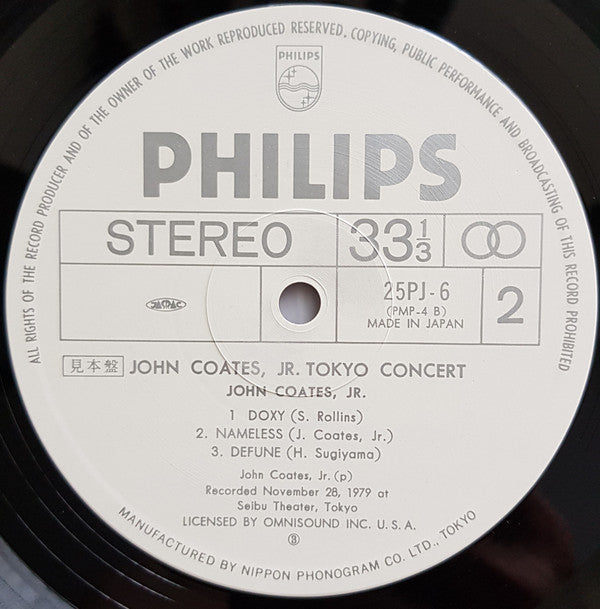 ALL RIGHTS OF THE RECORD PRODUCER AND OF THE OWNER OF THE WORK REPRODUCED RESERVED. COPYING, PUBLIC PERFORMANCE AND BROADCASTING OF THIS RECORD PROHIBITED
PHILIPS
PHILIPS
STEREO 33 1/3
JASRAC
25PJ-6
(PMP-4 B)
MADE IN JAPAN
2
見本盤 JOHN COATES, JR. TOKYO CONCERT
JOHN COATES, JR.
1 DOXY (S. Rollins)
2. NAMELESS (J. Coates, Jr.)
3. DEFUNE (H. Sugiyama)
John Coates, Jr. (p)
Recorded November 28, 1979 at
Seibu Theater, Tokyo
LICENSED BY OMNISOUND INC. U.S.A.
MANUFACTURED BY NIPPON PHONOGRAM CO. LTD., TOKYO